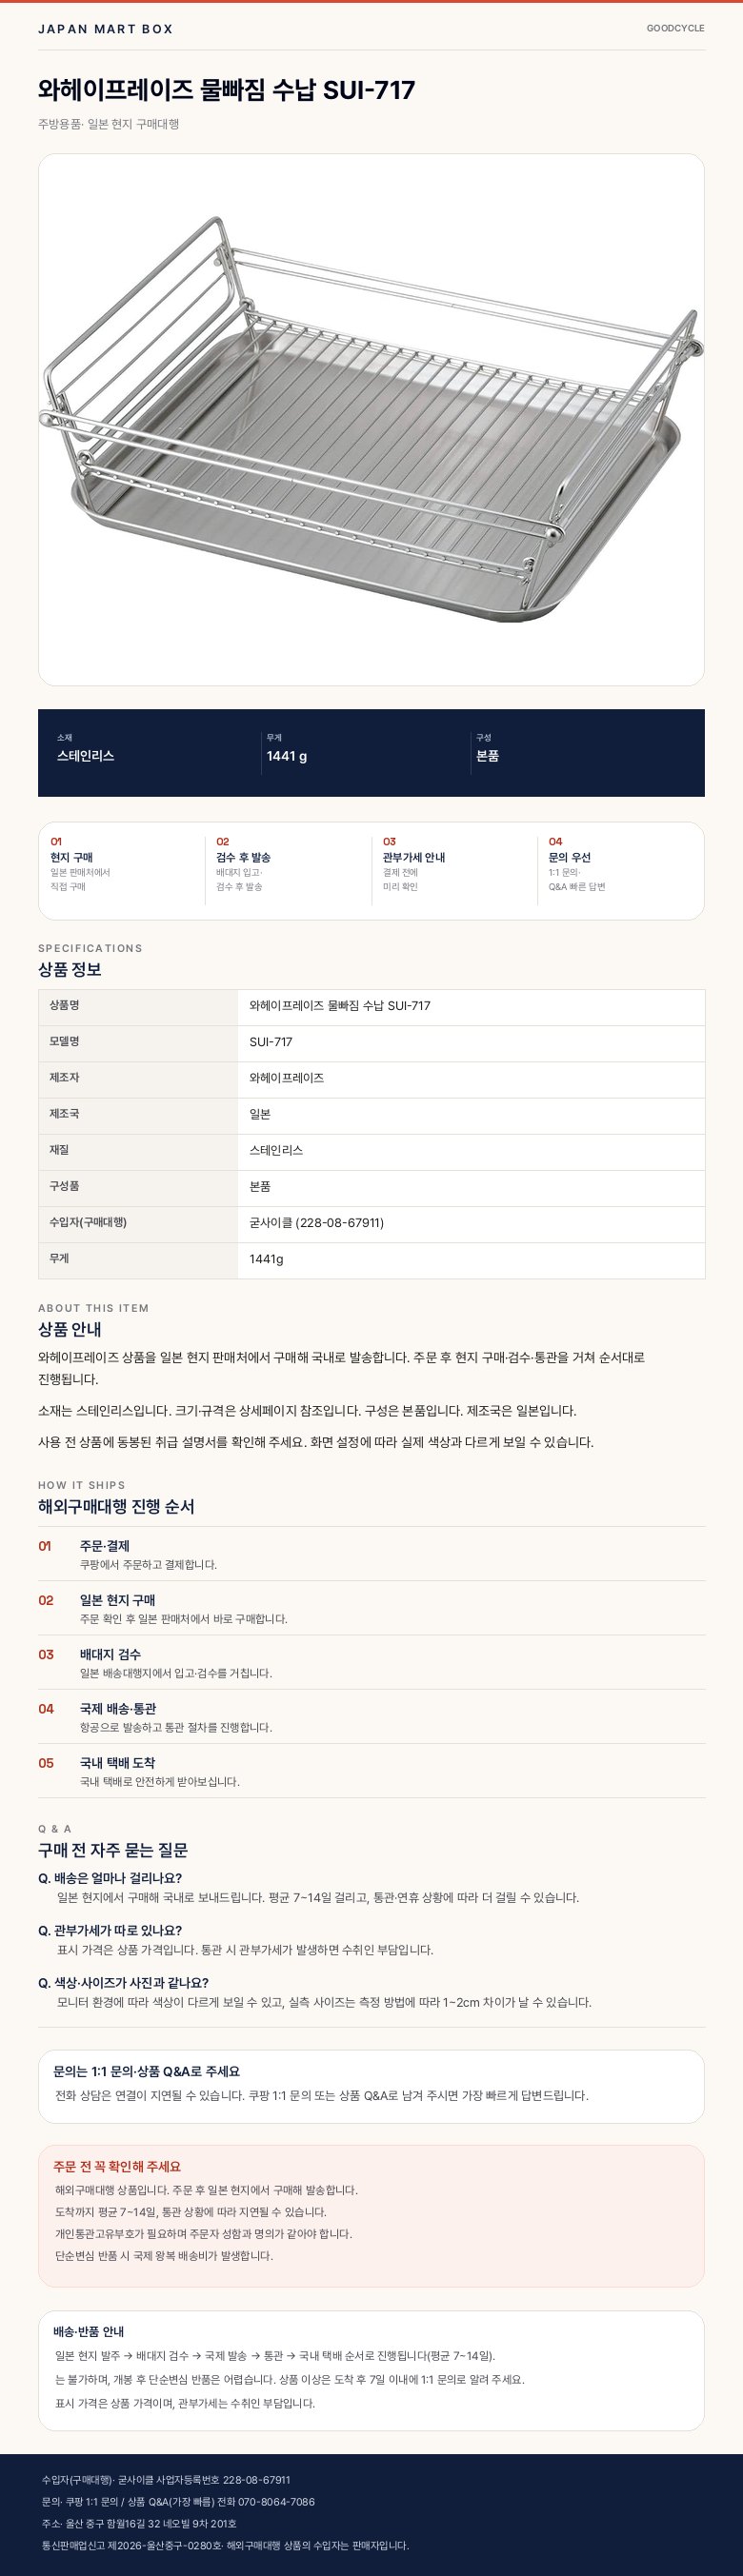 JAPAN MART BOX
GOODCYCLE
와헤이프레이즈 물빠짐 수납 SUI-717
주방용품· 일본 현지 구매대행
소재
스테인리스
무게
1441 g
구성
본품
01
현지 구매
일본 판매처에서
직접 구매
02
검수 후 발송
배대지 입고·
검수 후 발송
03
관부가세 안내
결제 전에
미리 확인
04
문의 우선
1:1 문의·
Q&A 빠른 답변
SPECIFICATIONS
상품 정보
상품명 와헤이프레이즈 물빠짐 수납 SUI-717
모델명 SUI-717
제조자 와헤이프레이즈
제조국 일본
재질 스테인리스
구성품 본품
수입자(구매대행) 굳사이클 (228-08-67911)
무게 1441g
ABOUT THIS ITEM
상품 안내
와헤이프레이즈 상품을 일본 현지 판매처에서 구매해 국내로 발송합니다. 주문 후 현지 구매·검수·통관을 거쳐 순서대로
진행됩니다.
소재는 스테인리스입니다. 크기·규격은 상세페이지 참조입니다. 구성은 본품입니다. 제조국은 일본입니다.
사용 전 상품에 동봉된 취급 설명서를 확인해 주세요. 화면 설정에 따라 실제 색상과 다르게 보일 수 있습니다.
HOW IT SHIPS
해외구매대행 진행 순서
01 주문·결제
쿠팡에서 주문하고 결제합니다.
02 일본 현지 구매
주문 확인 후 일본 판매처에서 바로 구매합니다.
03 배대지 검수
일본 배송대행지에서 입고·검수를 거칩니다.
04 국제 배송·통관
항공으로 발송하고 통관 절차를 진행합니다.
05 국내 택배 도착
국내 택배로 안전하게 받아보십니다.
Q & A
구매 전 자주 묻는 질문
Q. 배송은 얼마나 걸리나요?
일본 현지에서 구매해 국내로 보내드립니다. 평균 7~14일 걸리고, 통관·연휴 상황에 따라 더 걸릴 수 있습니다.
Q. 관부가세가 따로 있나요?
표시 가격은 상품 가격입니다. 통관 시 관부가세가 발생하면 수취인 부담입니다.
Q. 색상·사이즈가 사진과 같나요?
모니터 환경에 따라 색상이 다르게 보일 수 있고, 실측 사이즈는 측정 방법에 따라 1~2cm 차이가 날 수 있습니다.
문의는 1:1 문의·상품 Q&A로 주세요
전화 상담은 연결이 지연될 수 있습니다. 쿠팡 1:1 문의 또는 상품 Q&A로 남겨 주시면 가장 빠르게 답변드립니다.
주문 전 꼭 확인해 주세요
해외구매대행 상품입니다. 주문 후 일본 현지에서 구매해 발송합니다.
도착까지 평균 7~14일, 통관 상황에 따라 지연될 수 있습니다.
개인통관고유부호가 필요하며 주문자 성함과 명의가 같아야 합니다.
단순변심 반품 시 국제 왕복 배송비가 발생합니다.
배송·반품 안내
일본 현지 발주 → 배대지 검수 → 국제 발송 → 통관 → 국내 택배 순서로 진행됩니다(평균 7~14일).
는 불가하며, 개봉 후 단순변심 반품은 어렵습니다. 상품 이상은 도착 후 7일 이내에 1:1 문의로 알려 주세요.
표시 가격은 상품 가격이며, 관부가세는 수취인 부담입니다.
수입자(구매대행)· 굳사이클 사업자등록번호 228-08-67911
문의· 쿠팡 1:1 문의 / 상품 Q&A(가장 빠름) 전화 070-8064-7086
주소· 울산 중구 함월16길 32 네오빌 9차 201호
통신판매업신고 제2026-울산중구-0280호· 해외구매대행 상품의 수입자는 판매자입니다.